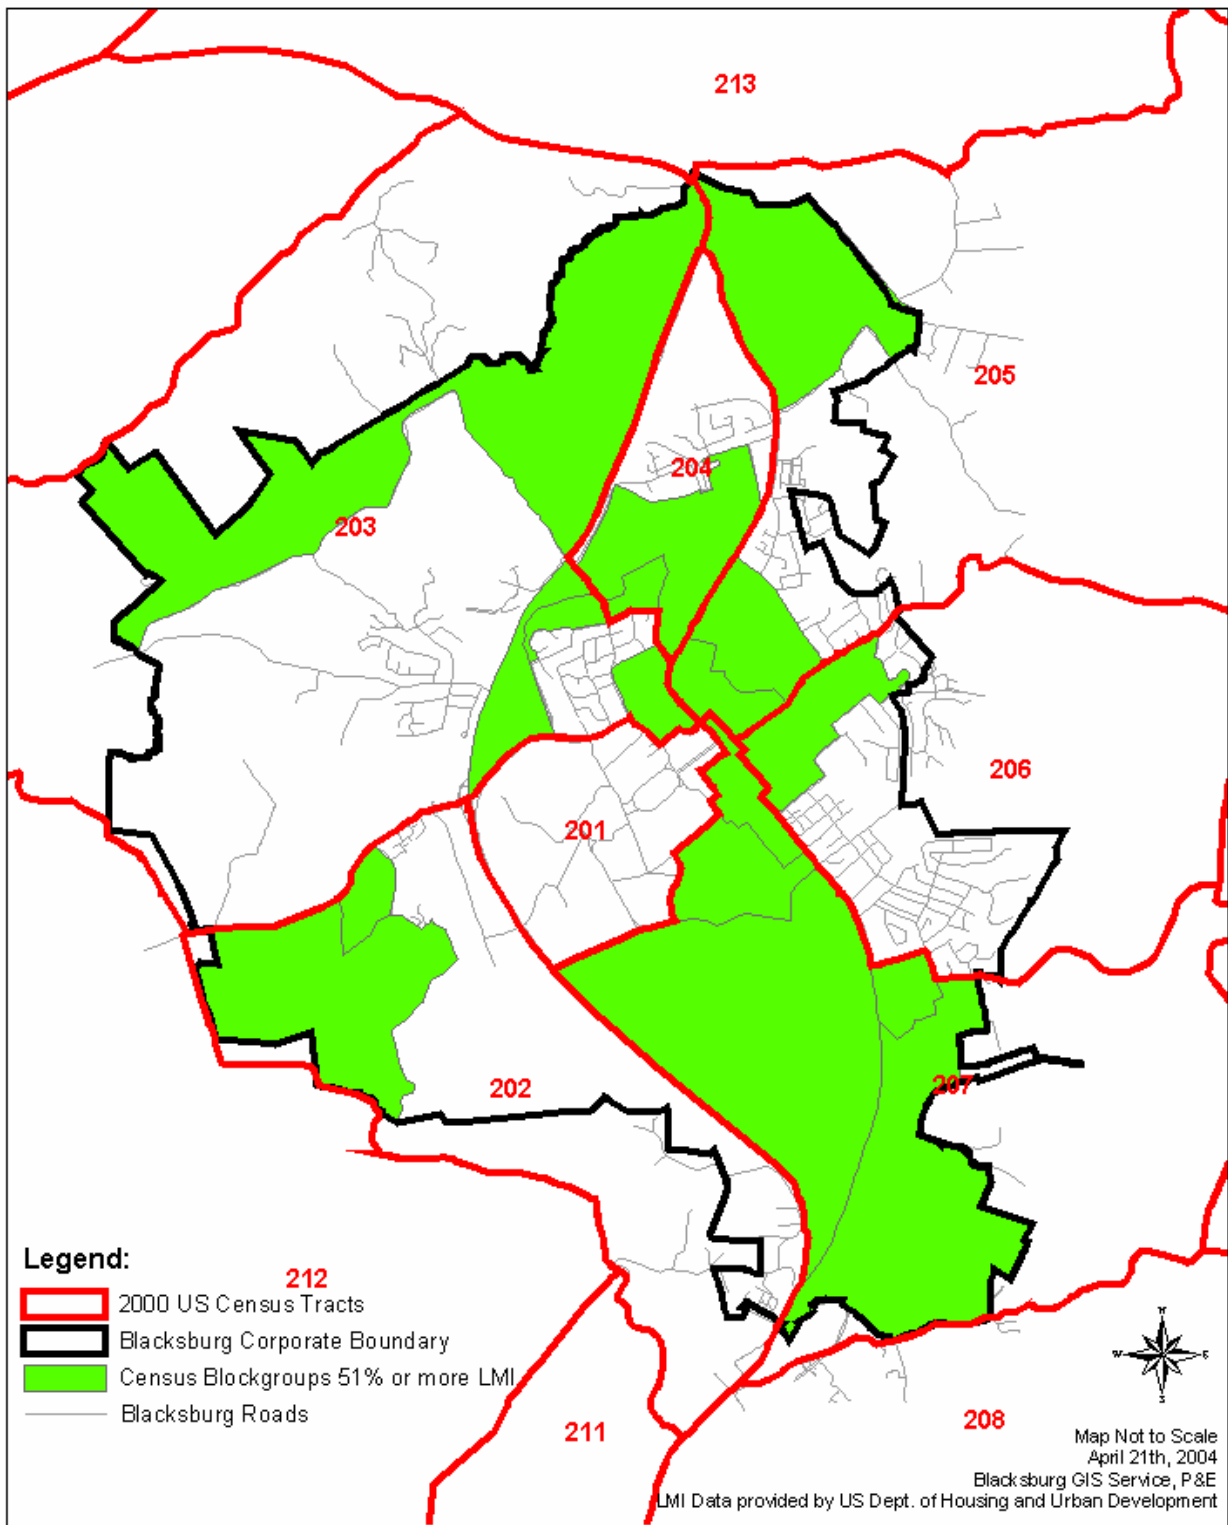 213
205
204
203
206
201
207
202
Legend:
212
2000 US Census Tracts
Blacksburg Corporate Boundary
Census Blockgroups 51% or more LMI
Blacksburg Roads
N
W
E
S
211
208
Map Not to Scale
April 21th, 2004
Blacksburg GIS Service, P&E
LMI Data provided by US Dept. of Housing and Urban Development